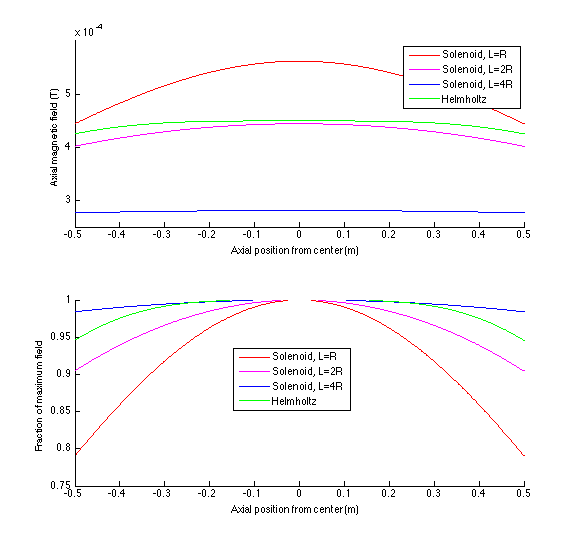 x 10⁻⁴
5
4
3
Axial magnetic field (T)
Solenoid, L=R
Solenoid, L=2R
Solenoid, L=4R
Helmholtz
-0.5 -0.4 -0.3 -0.2 -0.1 0 0.1 0.2 0.3 0.4 0.5
Axial position from center (m)
1
0.95
0.9
0.85
0.8
0.75
Fraction of maximum field
Solenoid, L=R
Solenoid, L=2R
Solenoid, L=4R
Helmholtz
-0.5 -0.4 -0.3 -0.2 -0.1 0 0.1 0.2 0.3 0.4 0.5
Axial position from center (m)